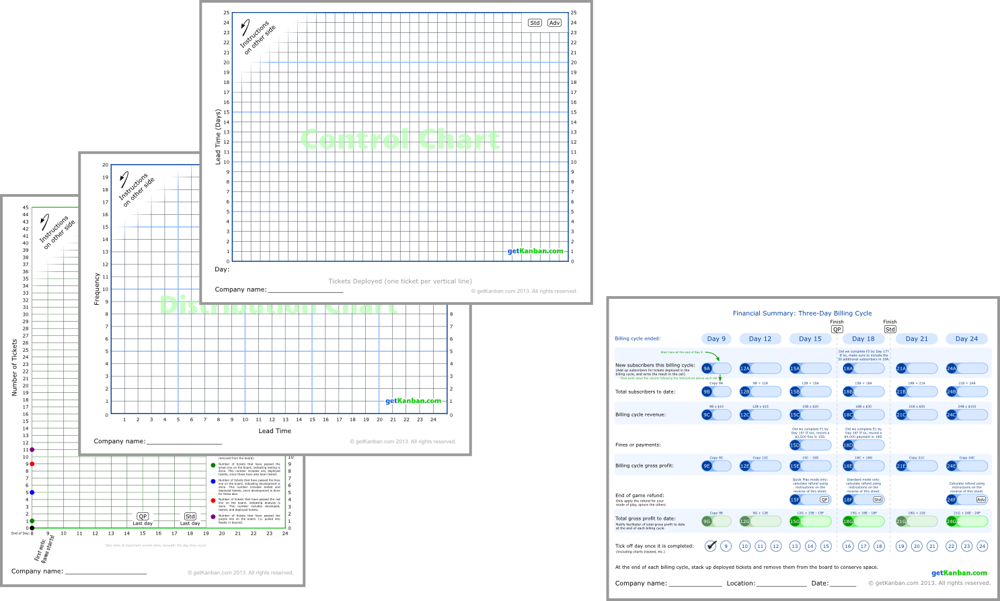 25
24
23
22
21
20
19
18
17
16
15
14
13
12
11
10
9
8
7
6
5
4
3
2
1
0
Lead Time (Days)
Instructions
on other side
Std Adv
Control Chart
25
24
23
22
21
20
19
18
17
16
15
14
13
12
11
10
9
8
7
6
5
4
3
2
1
0
getKanban.com
Day:
Tickets Deployed (one ticket per vertical line)
Company name:
© getKanban.com 2013. All rights reserved.
20
19
18
17
16
15
14
13
12
11
10
9
8
7
6
5
4
3
2
1
0
Frequency
Instructions
on other side
Distribution Chart
8
7
6
5
4
3
2
1
0
getKanban.com
1 2 3 4 5 6 7 8 9 10 11 12 13 14 15 16 17 18 19 20 21 22 23 24
Lead Time
Company name:
© getKanban.com 2013. All rights reserved.
45
44
43
42
41
40
39
38
37
36
35
34
33
32
31
30
29
28
27
26
25
24
23
22
21
20
19
18
17
16
15
14
13
12
11
10
9
8
7
6
5
4
3
2
1
0
Number of Tickets
Instructions
on other side
removed from the board).
Number of tickets that have passed the
green line on the board, indicating testing is
done. This number includes any deployed
tickets, since these have also been tested.
Number of tickets that have passed the blue
line on the board, indicating development is
done. This number includes tested and
deployed tickets, since development is done
for these also.
Number of tickets that have passed the red
line on the board, indicating analysis is
done. This number includes developed,
tested, and deployed tickets.
Number of tickets that have passed the
purple line on the board. I.e. pulled into
Ready or beyond.
10
9
8
7
6
5
4
3
2
1
0
QP
Last day
Std
Last day
End of Day: 8 9 10 11 12 13 14 15 16 17 18 19 20 21 22 23 24
First vote:
Game starts!
Take note of important events here, beneath the day they occur.
Company name:
© getKanban.com 2013. All rights reserved.
Financial Summary: Three-Day Billing Cycle
Finish
QP
Finish
Std
Billing cycle ended: Day 9 Day 12 Day 15 Day 18 Day 21 Day 24
Start here at the end of Day 9
Did we complete F2 by Day 17?
If so, make sure to include the
30 additional subscribers in 18A.
New subscribers this billing cycle: 9A 12A 15A 18A 21A 24A
(Add up subscribers for tickets deployed in the
billing cycle, and write the result in the cell)
Then work down the column following the instructions above each cell
Copy 9A 9B + 12A 12B + 15A 15B + 18A 18B + 21A 21B + 24A
Total subscribers to date: 9B 12B 15B 18B 21B 24B
9B x $10 12B x $15 15B x $20 18B x $30 21B x $50 24B x $100
Billing cycle revenue: 9C 12C 15C 18C 21C 24C
Did we complete F1 by
Day 15? If not, record a
$2,500 fine in 15D.
Did we complete E1 by
Day 18? If so, record a
$4,000 payment in 18D.
Fines or payments: 15D 18D
Copy 9C Copy 12C 15C - 15D 18C + 18D Copy 21C Copy 24C
Billing cycle gross profit: 9E 12E 15E 18E 21E 24E
Quick Play mode only:
calculate refund using
instructions on the
reverse of this sheet.
Standard mode only:
calculate refund using
instructions on the
reverse of this sheet.
Calculate refund using
instructions on the
reverse of this sheet.
End of game refund: 15F QP 18F Std 24F Adv
Only apply the refund for your
mode of play, ignore the others
Copy 9E 9G + 12E 12G + 15E - 15F 15G + 18E - 18F 18G + 21E 21G + 24E - 24F
Total gross profit to date: 9G 12G 15G 18G 21G 24G
Notify facilitator of total gross profit to date
at the end of each billing cycle
Tick off day once it is completed: 9 10 11 12 13 14 15 16 17 18 19 20 21 22 23 24
(Including charts tracked, etc.)
At the end of each billing cycle, stack up deployed tickets and remove them from the board to conserve space.
getKanban.com
Company name: Location: Date:
© getKanban.com 2013. All rights reserved.